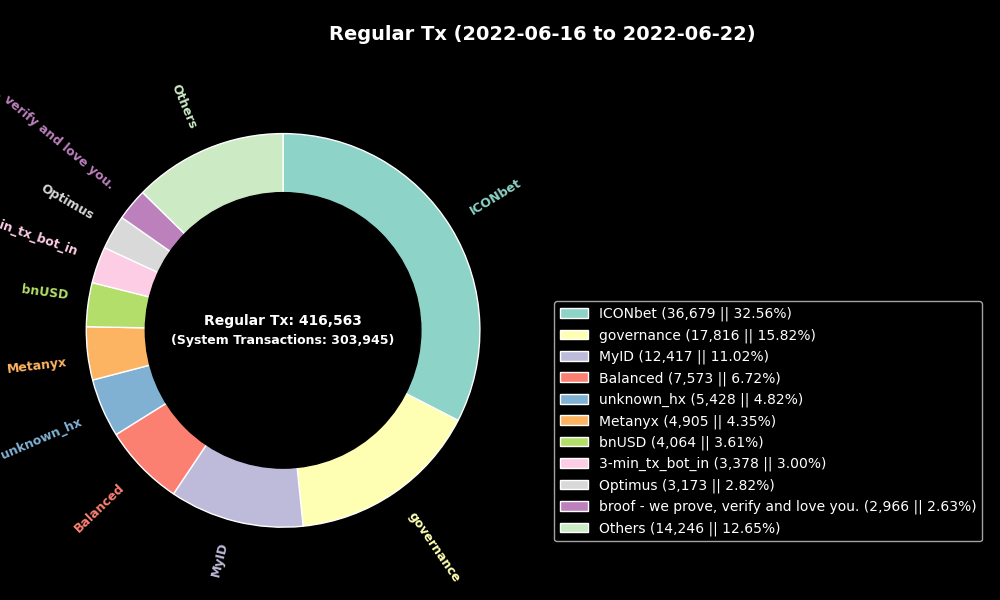 Regular Tx (2022-06-16 to 2022-06-22)
Others
verify and love you.
Optimus
in_tx_bot_in
bnUSD
Metanyx
unknown_hx
Balanced
MyID
governance
ICONbet
Regular Tx: 416,563
(System Transactions: 303,945)
ICONbet (36,679 || 32.56%)
governance (17,816 || 15.82%)
MyID (12,417 || 11.02%)
Balanced (7,573 || 6.72%)
unknown_hx (5,428 || 4.82%)
Metanyx (4,905 || 4.35%)
bnUSD (4,064 || 3.61%)
3-min_tx_bot_in (3,378 || 3.00%)
Optimus (3,173 || 2.82%)
broof - we prove, verify and love you. (2,966 || 2.63%)
Others (14,246 || 12.65%)